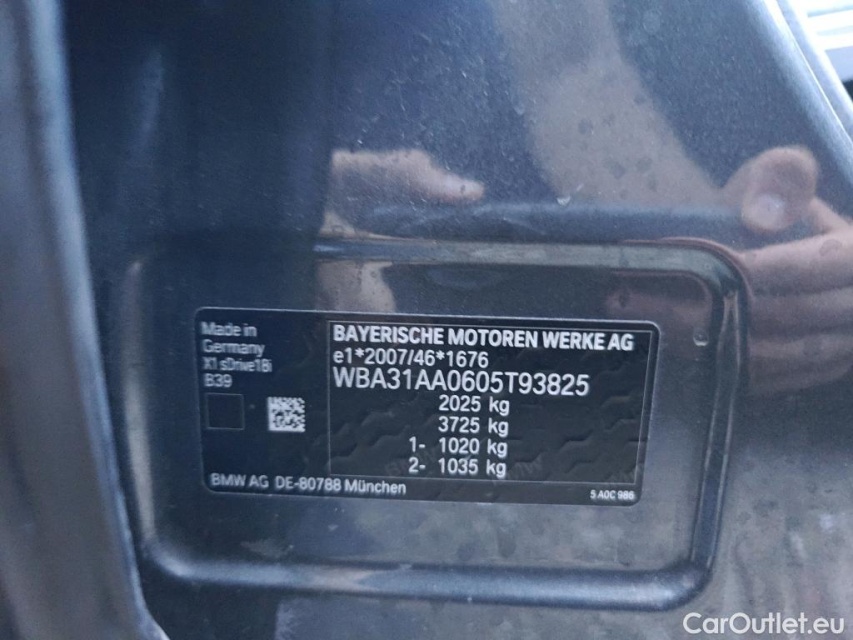 Made in
Germany
X1 sDrive18i
B39
BAYERISCHE MOTOREN WERKE AG
e1*2007/46*1676
WBA31AA0605T93825
2025 kg
3725 kg
1- 1020 kg
2- 1035 kg
BMW AG DE-80788 München
5 A0C 986
CarOutlet.eu